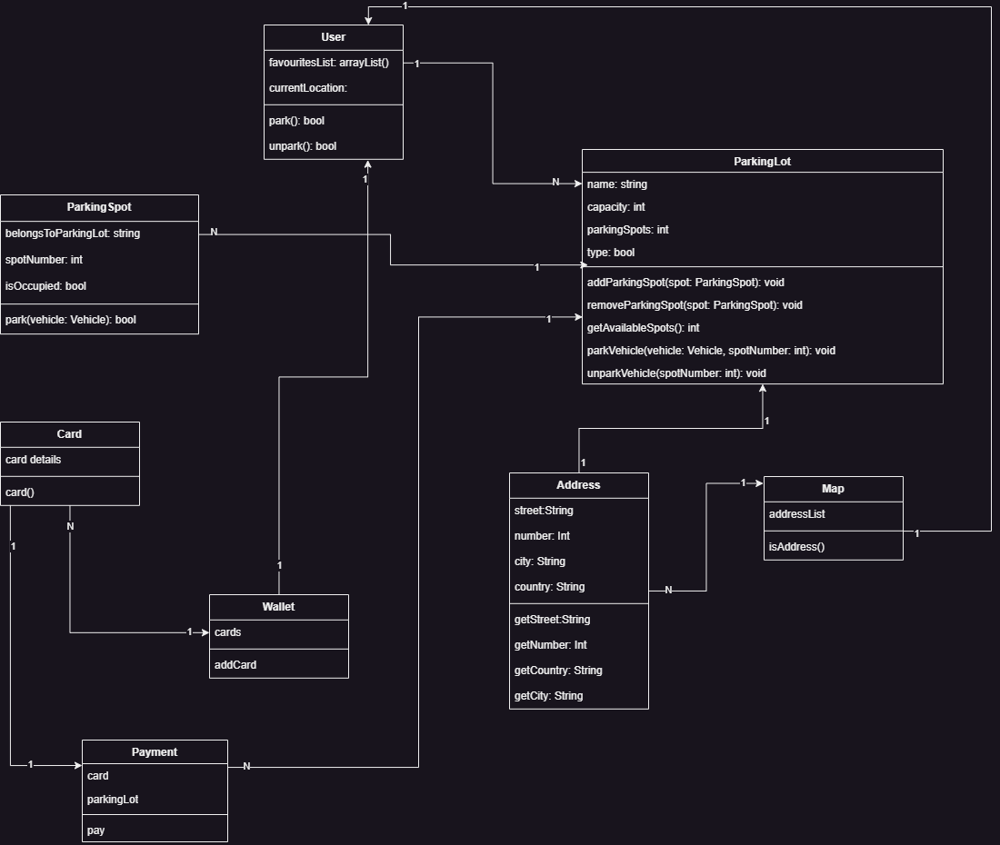 1
User
favouritesList: arrayList()
currentLocation:
park(): bool
unpark(): bool
1
N
1
ParkingLot
name: string
capacity: int
parkingSpots: int
type: bool
addParkingSpot(spot: ParkingSpot): void
removeParkingSpot(spot: ParkingSpot): void
getAvailableSpots(): int
parkVehicle(vehicle: Vehicle, spotNumber: int): void
unparkVehicle(spotNumber: int): void
ParkingSpot
belongsToParkingLot: string
spotNumber: int
isOccupied: bool
park(vehicle: Vehicle): bool
N
1
1
1
1
Card
card details
card()
1
N
1
1
Address
street:String
number: Int
city: String
country: String
getStreet:String
getNumber: Int
getCountry: String
getCity: String
N
1
Map
addressList
isAddress()
1
Wallet
cards
addCard
1
Payment
card
parkingLot
pay
N